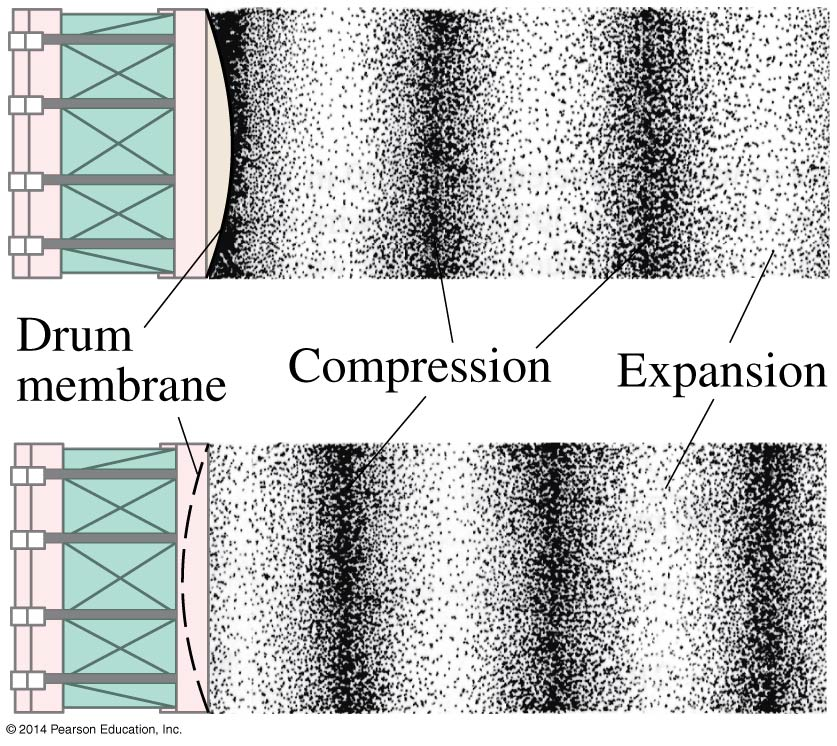 Drum
membrane
Compression
Expansion
© 2014 Pearson Education, Inc.